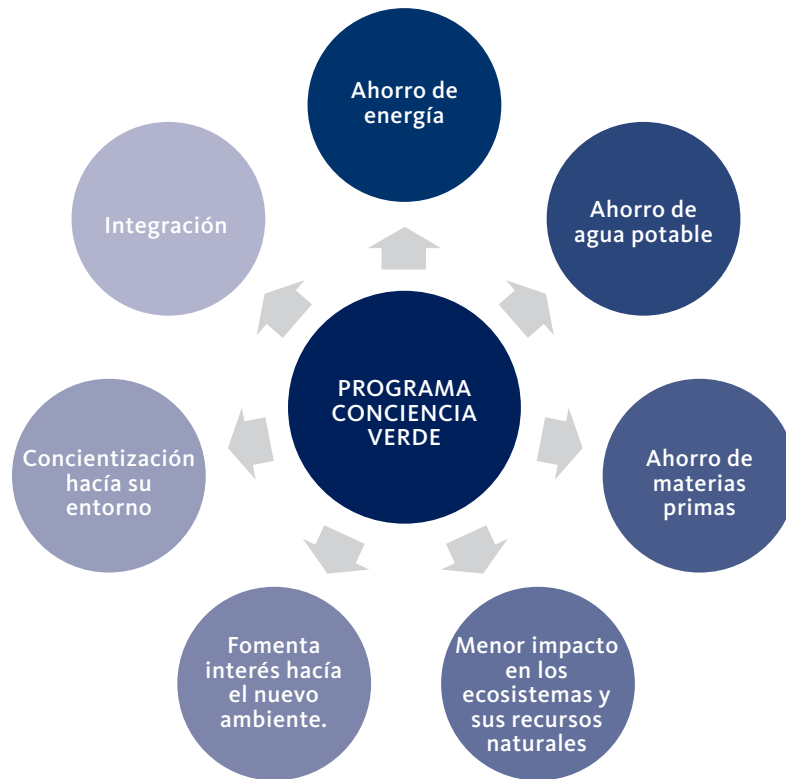 Ahorro de
energía
Ahorro de
agua potable
Ahorro de
materias
primas
Menor impacto
en los
ecosistemas y
sus recursos
naturales
Fomenta
interés hacía
el nuevo
ambiente.
Concientización
hacía su
entorno
Integración
PROGRAMA
CONCIENCIA
VERDE